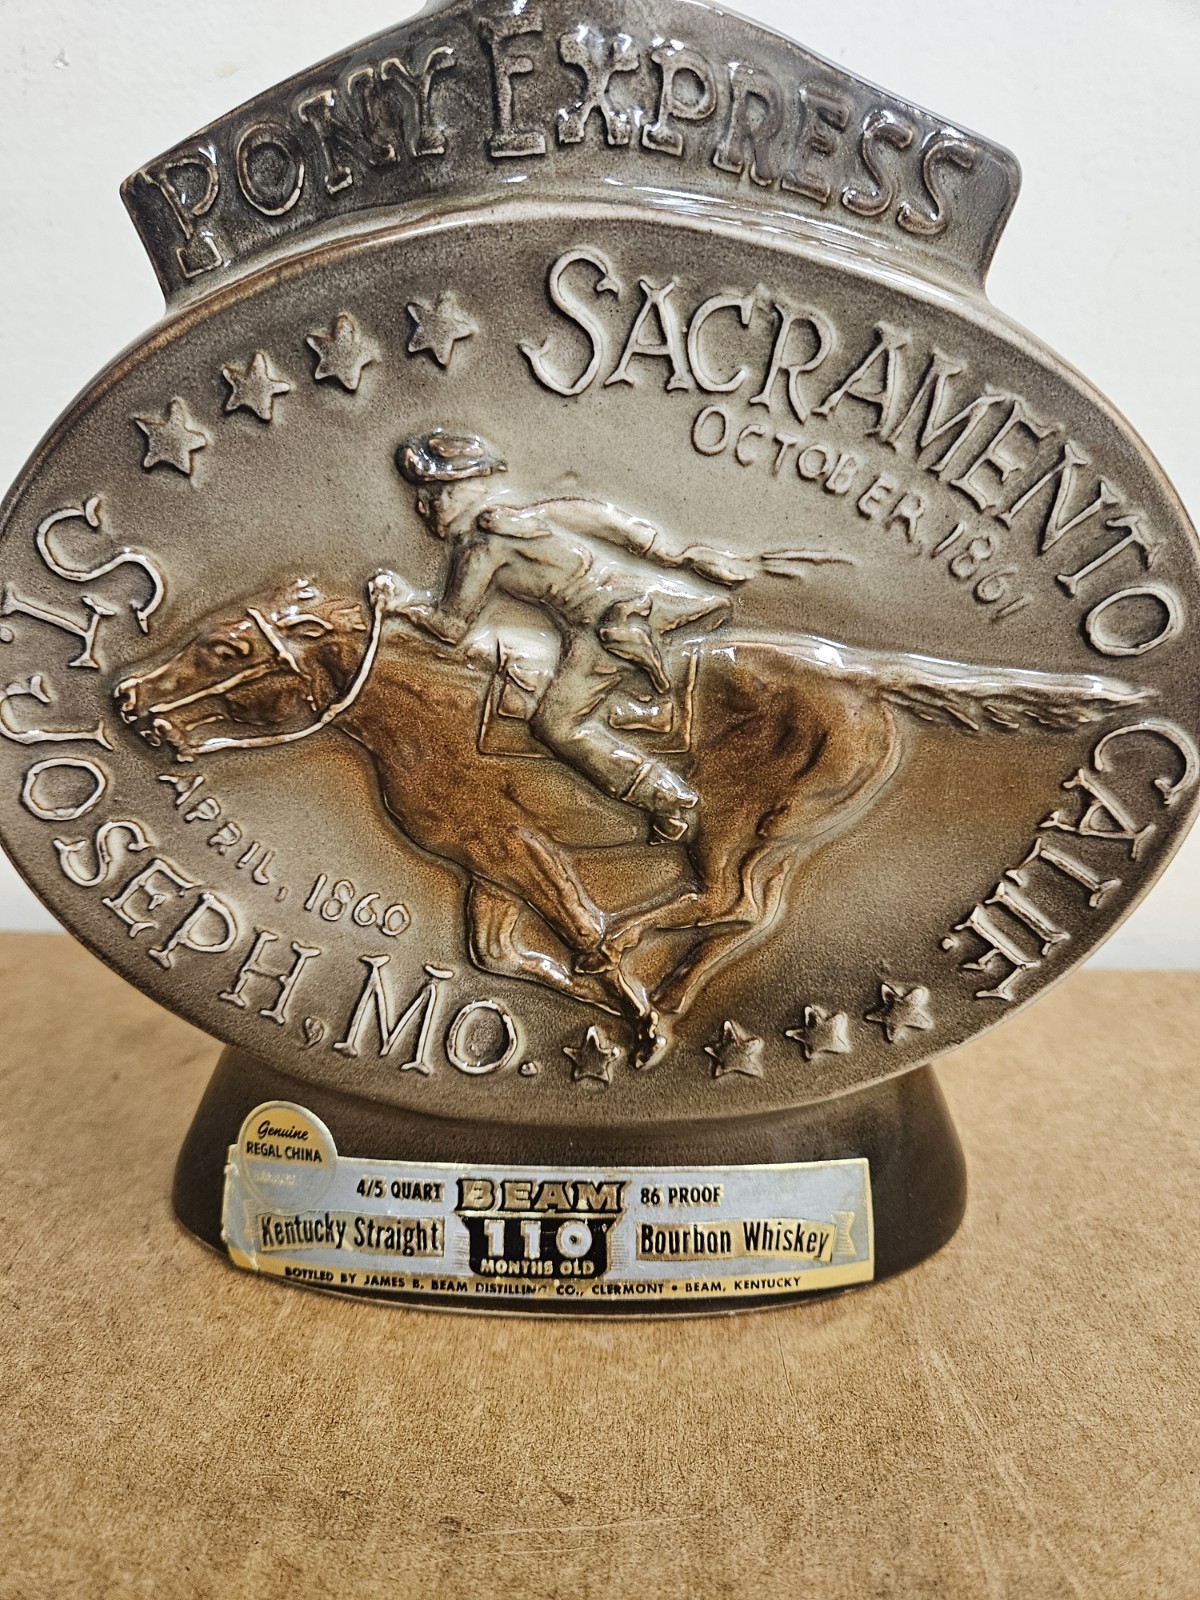 PONY EXPRESS
SACRAMENTO
CALIF.
OCTOBER, 1861
ST.
JOSEPH, MO.
APRIL, 1860
Genuine
REGAL CHINA
4/5 QUART BEAM 86 PROOF
Kentucky Straight 110 Bourbon Whiskey
MONTHS OLD
BOTTLED BY JAMES B. BEAM DISTILLING CO., CLERMONT • BEAM, KENTUCKY